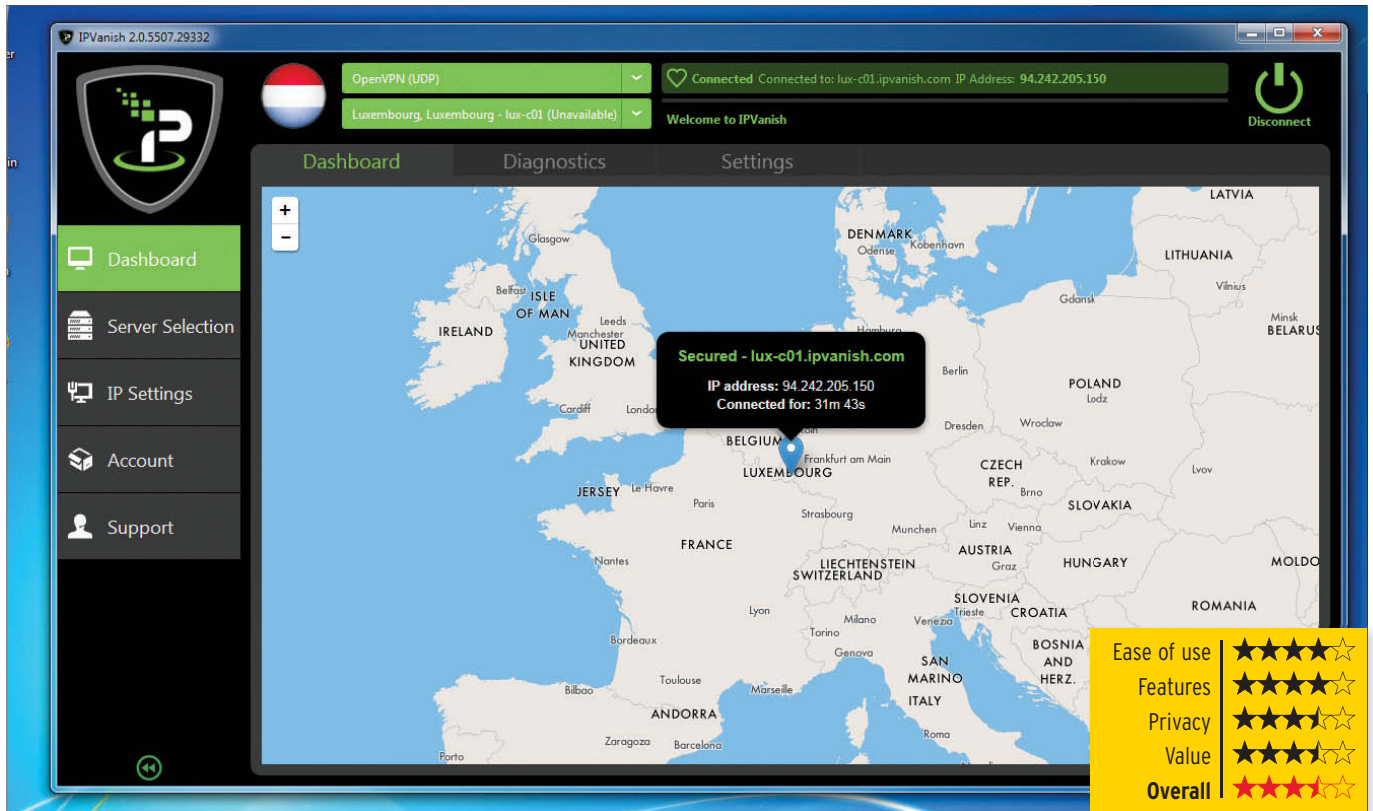 IPVanish 2.0.5507.29332
OpenVPN (UDP)
Connected Connected to: lux-c01.ipvanish.com IP Address: 94.242.205.150
Luxembourg, Luxembourg - lux-c01 (Unavailable)
Welcome to IPVanish
Disconnect
Dashboard Diagnostics Settings
Dashboard
Server Selection
IP Settings
Account
Support
+
-
LATVIA
Glasgow
DENMARK
Odense
Kobenhavn
LITHUANIA
Vilnius
Belfast
ISLE
OF MAN
Gdansk
Minsk
BELARUS
IRELAND
Leeds
Manchester
UNITED
KINGDOM
Hamburg
Secured - lux-c01.ipvanish.com
IP address: 94.242.205.150
Connected for: 31m 43s
Berlin
POLAND
Lodz
Cardiff
Londo
Dresden
Wroclaw
BELGIUM
Frankfurt am Main
LUXEMBOURG
CZECH
REP.
Krakow
Lvov
Brno
JERSEY
Le Havre
Paris
SLOVAKIA
Strasbourg
Munchen
Linz
Vienna
FRANCE
AUSTRIA
Graz
HUNGARY
MOLDO
Nantes
LIECHTENSTEIN
SWITZERLAND
SLOVENIA
Trieste
CROATIA
ROMANIA
Lyon
Milano
Venezia
Torino
Bordeaux
Genova
BOSNIA
AND
HERZ.
SAN
MARINO
Toulouse
Marseille
Bilbao
ITALY
ANDORRA
Zaragoza
Barcelona
Roma
Porto
Ease of use
Features
Privacy
Value
Overall